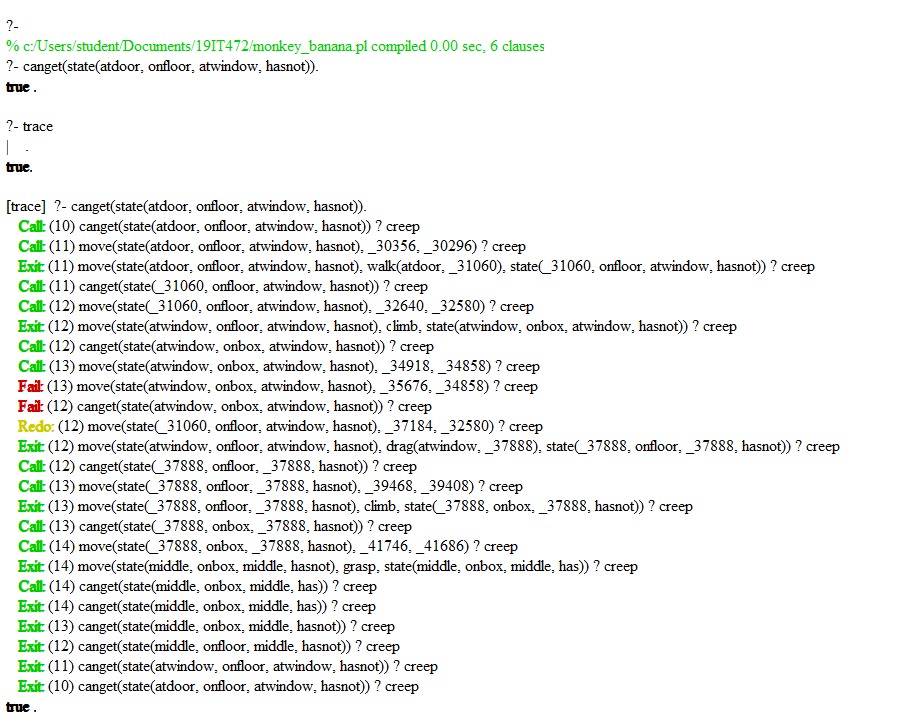 ?-
% c:/Users/student/Documents/19IT472/monkey_banana.pl compiled 0.00 sec, 6 clauses
?- canget(state(atdoor, onfloor, atwindow, hasnot)).
true .
?- trace
|    .
true.
[trace]  ?- canget(state(atdoor, onfloor, atwindow, hasnot)).
Call: (10) canget(state(atdoor, onfloor, atwindow, hasnot)) ? creep
Call: (11) move(state(atdoor, onfloor, atwindow, hasnot), _30356, _30296) ? creep
Exit: (11) move(state(atdoor, onfloor, atwindow, hasnot), walk(atdoor, _31060), state(_31060, onfloor, atwindow, hasnot)) ? creep
Call: (11) canget(state(_31060, onfloor, atwindow, hasnot)) ? creep
Call: (12) move(state(_31060, onfloor, atwindow, hasnot), _32640, _32580) ? creep
Exit: (12) move(state(atwindow, onfloor, atwindow, hasnot), climb, state(atwindow, onbox, atwindow, hasnot)) ? creep
Call: (12) canget(state(atwindow, onbox, atwindow, hasnot)) ? creep
Call: (13) move(state(atwindow, onbox, atwindow, hasnot), _34918, _34858) ? creep
Fail: (13) move(state(atwindow, onbox, atwindow, hasnot), _35676, _34858) ? creep
Fail: (12) canget(state(atwindow, onbox, atwindow, hasnot)) ? creep
Redo: (12) move(state(_31060, onfloor, atwindow, hasnot), _37184, _32580) ? creep
Exit: (12) move(state(atwindow, onfloor, atwindow, hasnot), drag(atwindow, _37888), state(_37888, onfloor, _37888, hasnot)) ? creep
Call: (12) canget(state(_37888, onfloor, _37888, hasnot)) ? creep
Call: (13) move(state(_37888, onfloor, _37888, hasnot), _39468, _39408) ? creep
Exit: (13) move(state(_37888, onfloor, _37888, hasnot), climb, state(_37888, onbox, _37888, hasnot)) ? creep
Call: (13) canget(state(_37888, onbox, _37888, hasnot)) ? creep
Call: (14) move(state(_37888, onbox, _37888, hasnot), _41746, _41686) ? creep
Exit: (14) move(state(middle, onbox, middle, hasnot), grasp, state(middle, onbox, middle, has)) ? creep
Call: (14) canget(state(middle, onbox, middle, has)) ? creep
Exit: (14) canget(state(middle, onbox, middle, has)) ? creep
Exit: (13) canget(state(middle, onbox, middle, hasnot)) ? creep
Exit: (12) canget(state(middle, onfloor, middle, hasnot)) ? creep
Exit: (11) canget(state(atwindow, onfloor, atwindow, hasnot)) ? creep
Exit: (10) canget(state(atdoor, onfloor, atwindow, hasnot)) ? creep
true .